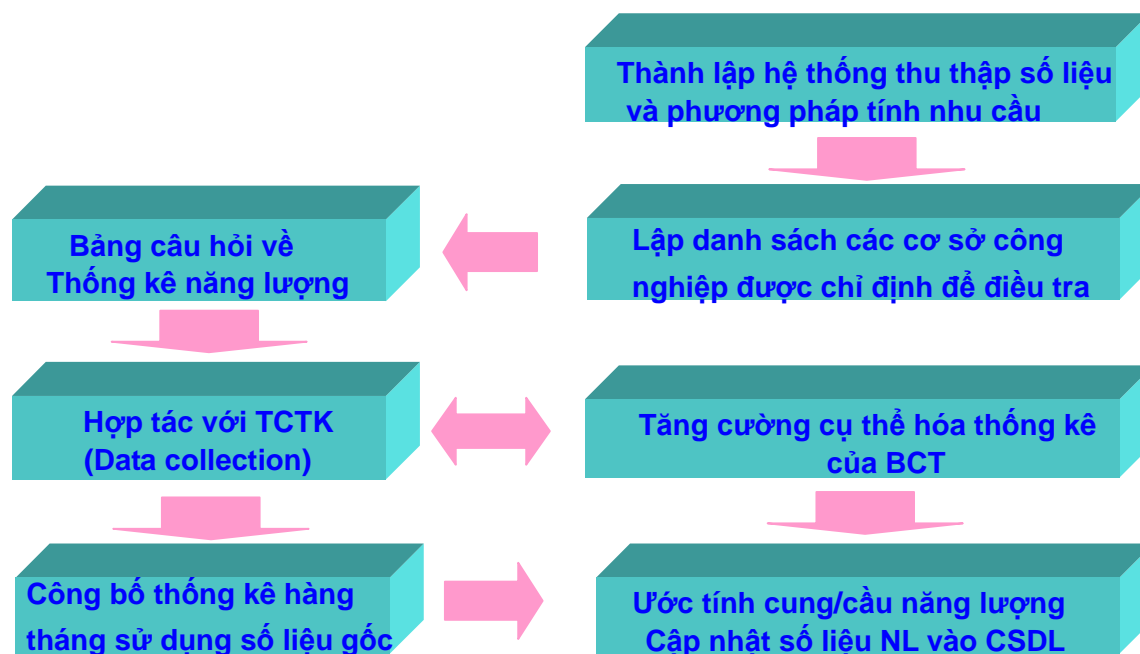 Thành lập hệ thống thu thập số liệu
và phương pháp tính nhu cầu
Lập danh sách các cơ sở công
nghiệp được chỉ định để điều tra
Bảng câu hỏi về
Thống kê năng lượng
Hợp tác với TCTK
(Data collection)
Tăng cường cụ thể hóa thống kê
của BCT
Công bố thống kê hàng
tháng sử dụng số liệu gốc
Ước tính cung/cầu năng lượng
Cập nhật số liệu NL vào CSDL